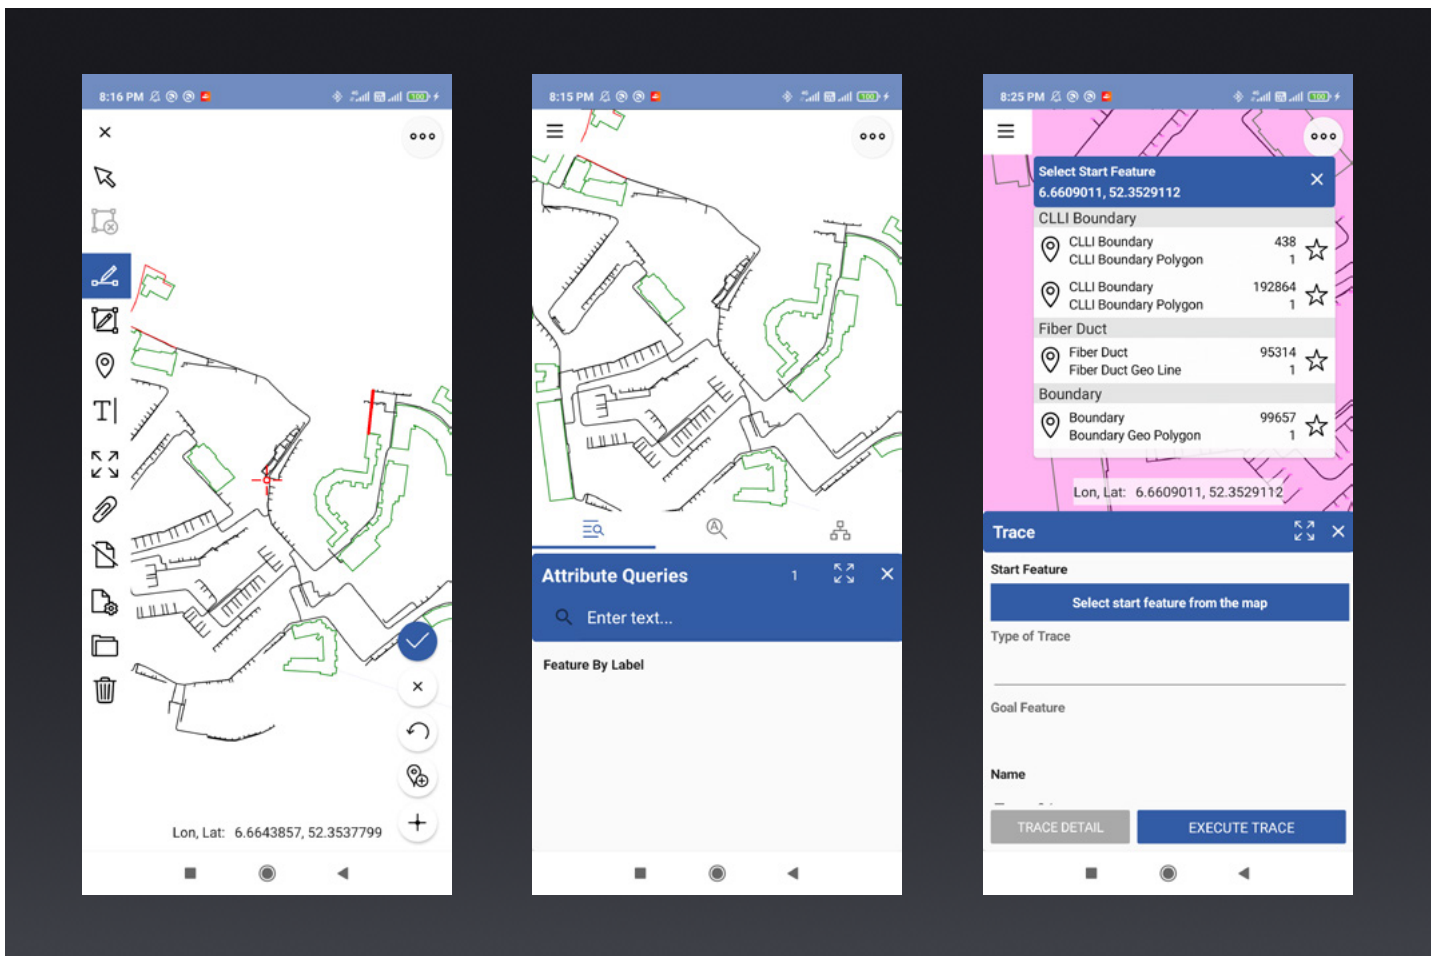 8:16 PM
100
T|
Lon, Lat: 6.6643857, 52.3537799
8:15 PM
100
A
Attribute Queries 1
Enter text...
Feature By Label
8:25 PM
100
Select Start Feature
6.6609011, 52.3529112
CLLI Boundary
CLLI Boundary 438
CLLI Boundary Polygon 1
CLLI Boundary 192864
CLLI Boundary Polygon 1
Fiber Duct
Fiber Duct 95314
Fiber Duct Geo Line 1
Boundary
Boundary 99657
Boundary Geo Polygon 1
Lon, Lat: 6.6609011, 52.3529112
Trace
Start Feature
Select start feature from the map
Type of Trace
Goal Feature
Name
TRACE DETAIL
EXECUTE TRACE